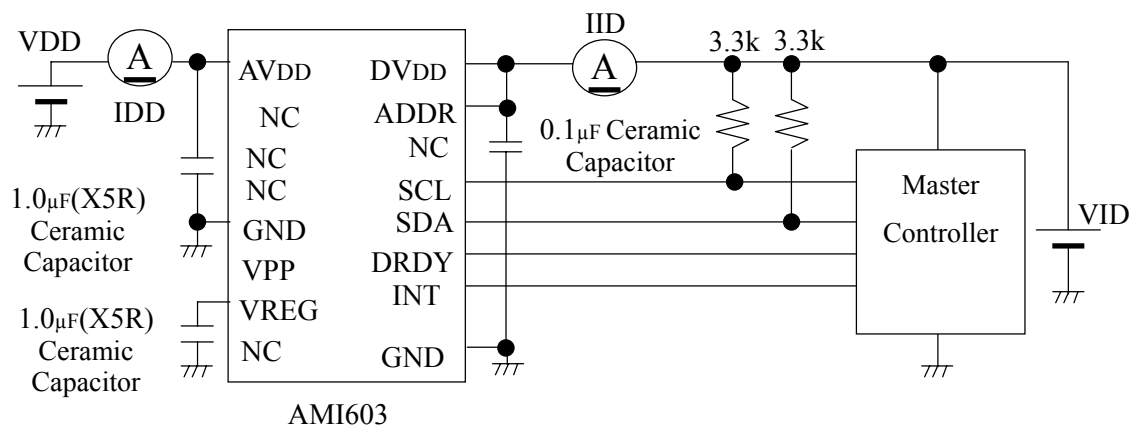 VDD
A
IDD
IID
A
3.3k 3.3k
AVDD
NC
NC
NC
GND
VPP
VREG
NC
DVDD
ADDR
NC
SCL
SDA
DRDY
INT
GND
0.1μF Ceramic
Capacitor
1.0μF(X5R)
Ceramic
Capacitor
1.0μF(X5R)
Ceramic
Capacitor
Master
Controller
VID
AMI603